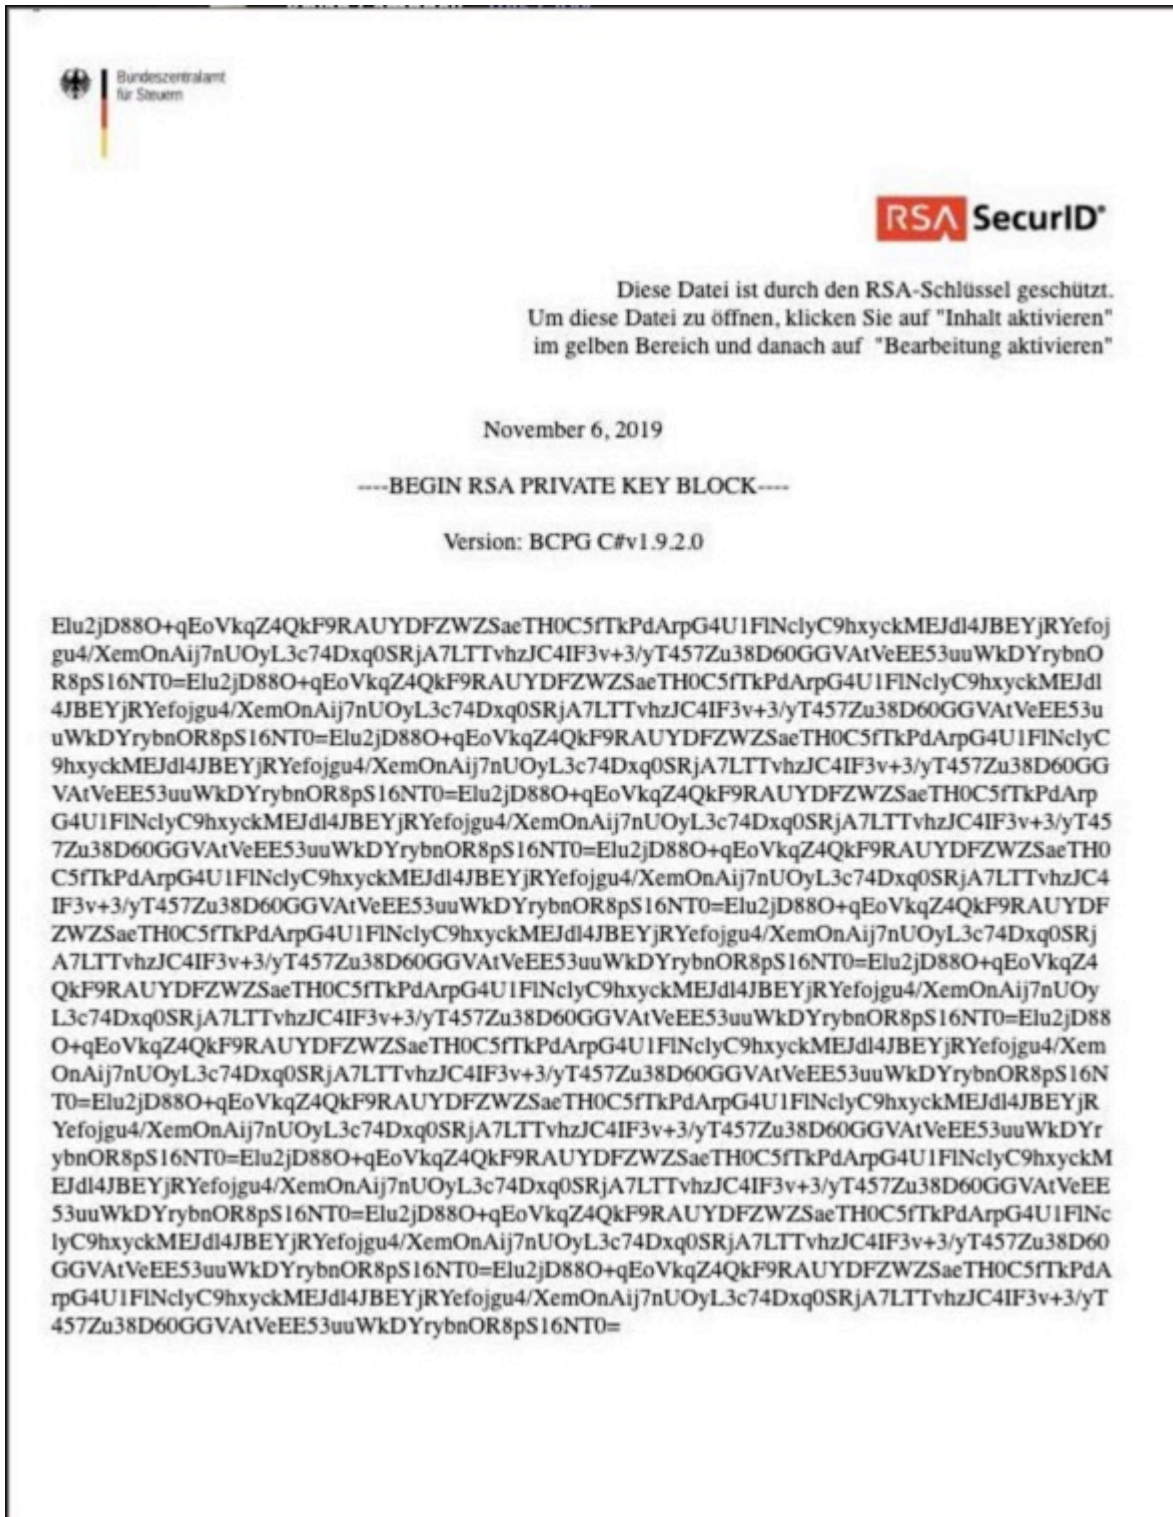 Bundeszentralamt
für Steuern
RSA SecurID®
Diese Datei ist durch den RSA-Schlüssel geschützt.
Um diese Datei zu öffnen, klicken Sie auf "Inhalt aktivieren"
im gelben Bereich und danach auf "Bearbeitung aktivieren"
November 6, 2019
----BEGIN RSA PRIVATE KEY BLOCK----
Version: BCPG C#v1.9.2.0
Elu2jD88O+qEoVkqZ4QkF9RAUYDFZWZSaeTH0C5fTkPdArpG4U1FlNclyC9hxyckMEJdl4JBEYjRYefoj
gu4/XemOnAij7nUOyL3c74Dxq0SRjA7LTTvhzJC4IF3v+3/yT457Zu38D60GGVAtVeEE53uuWkDYrybnO
R8pS16NT0=Elu2jD88O+qEoVkqZ4QkF9RAUYDFZWZSaeTH0C5fTkPdArpG4U1FlNclyC9hxyckMEJdl
4JBEYjRYefojgu4/XemOnAij7nUOyL3c74Dxq0SRjA7LTTvhzJC4IF3v+3/yT457Zu38D60GGVAtVeEE53u
uWkDYrybnOR8pS16NT0=Elu2jD88O+qEoVkqZ4QkF9RAUYDFZWZSaeTH0C5fTkPdArpG4U1FlNclyC
9hxyckMEJdl4JBEYjRYefojgu4/XemOnAij7nUOyL3c74Dxq0SRjA7LTTvhzJC4IF3v+3/yT457Zu38D60GG
VAtVeEE53uuWkDYrybnOR8pS16NT0=Elu2jD88O+qEoVkqZ4QkF9RAUYDFZWZSaeTH0C5fTkPdArp
G4U1FlNclyC9hxyckMEJdl4JBEYjRYefojgu4/XemOnAij7nUOyL3c74Dxq0SRjA7LTTvhzJC4IF3v+3/yT45
7Zu38D60GGVAtVeEE53uuWkDYrybnOR8pS16NT0=Elu2jD88O+qEoVkqZ4QkF9RAUYDFZWZSaeTH0
C5fTkPdArpG4U1FlNclyC9hxyckMEJdl4JBEYjRYefojgu4/XemOnAij7nUOyL3c74Dxq0SRjA7LTTvhzJC4
IF3v+3/yT457Zu38D60GGVAtVeEE53uuWkDYrybnOR8pS16NT0=Elu2jD88O+qEoVkqZ4QkF9RAUYDF
ZWZSaeTH0C5fTkPdArpG4U1FlNclyC9hxyckMEJdl4JBEYjRYefojgu4/XemOnAij7nUOyL3c74Dxq0SRj
A7LTTvhzJC4IF3v+3/yT457Zu38D60GGVAtVeEE53uuWkDYrybnOR8pS16NT0=Elu2jD88O+qEoVkqZ4
QkF9RAUYDFZWZSaeTH0C5fTkPdArpG4U1FlNclyC9hxyckMEJdl4JBEYjRYefojgu4/XemOnAij7nUOy
L3c74Dxq0SRjA7LTTvhzJC4IF3v+3/yT457Zu38D60GGVAtVeEE53uuWkDYrybnOR8pS16NT0=Elu2jD88
O+qEoVkqZ4QkF9RAUYDFZWZSaeTH0C5fTkPdArpG4U1FlNclyC9hxyckMEJdl4JBEYjRYefojgu4/Xem
OnAij7nUOyL3c74Dxq0SRjA7LTTvhzJC4IF3v+3/yT457Zu38D60GGVAtVeEE53uuWkDYrybnOR8pS16N
T0=Elu2jD88O+qEoVkqZ4QkF9RAUYDFZWZSaeTH0C5fTkPdArpG4U1FlNclyC9hxyckMEJdl4JBEYjR
Yefojgu4/XemOnAij7nUOyL3c74Dxq0SRjA7LTTvhzJC4IF3v+3/yT457Zu38D60GGVAtVeEE53uuWkDYr
ybnOR8pS16NT0=Elu2jD88O+qEoVkqZ4QkF9RAUYDFZWZSaeTH0C5fTkPdArpG4U1FlNclyC9hxyckM
EJdl4JBEYjRYefojgu4/XemOnAij7nUOyL3c74Dxq0SRjA7LTTvhzJC4IF3v+3/yT457Zu38D60GGVAtVeEE
53uuWkDYrybnOR8pS16NT0=Elu2jD88O+qEoVkqZ4QkF9RAUYDFZWZSaeTH0C5fTkPdArpG4U1FlNc
lyC9hxyckMEJdl4JBEYjRYefojgu4/XemOnAij7nUOyL3c74Dxq0SRjA7LTTvhzJC4IF3v+3/yT457Zu38D60
GGVAtVeEE53uuWkDYrybnOR8pS16NT0=Elu2jD88O+qEoVkqZ4QkF9RAUYDFZWZSaeTH0C5fTkPdA
rpG4U1FlNclyC9hxyckMEJdl4JBEYjRYefojgu4/XemOnAij7nUOyL3c74Dxq0SRjA7LTTvhzJC4IF3v+3/yT
457Zu38D60GGVAtVeEE53uuWkDYrybnOR8pS16NT0=